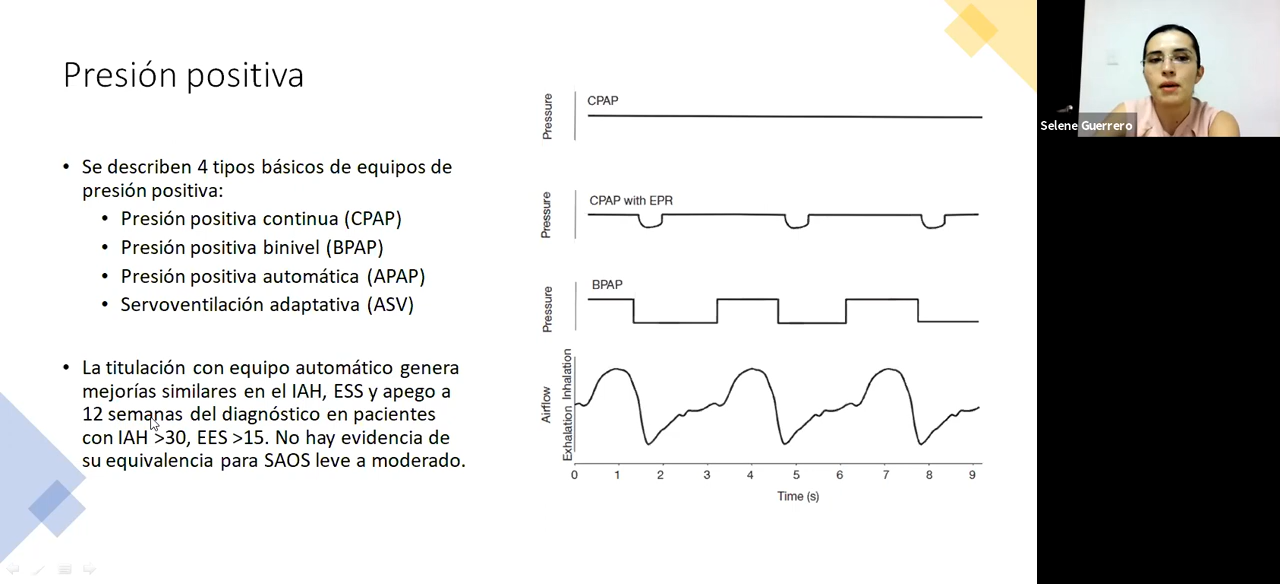 Presión positiva
• Se describen 4 tipos básicos de equipos de
presión positiva:
• Presión positiva continua (CPAP)
• Presión positiva binivel (BPAP)
• Presión positiva automática (APAP)
• Servoventilación adaptativa (ASV)
• La titulación con equipo automático genera
mejorías similares en el IAH, ESS y apego a
12 semanas del diagnóstico en pacientes
con IAH >30, EES >15. No hay evidencia de
su equivalencia para SAOS leve a moderado.
Pressure
CPAP
Pressure
CPAP with EPR
Pressure
BPAP
Airflow
Exhalation Inhalation
0 1 2 3 4 5 6 7 8 9
Time (s)
Selene Guerrero